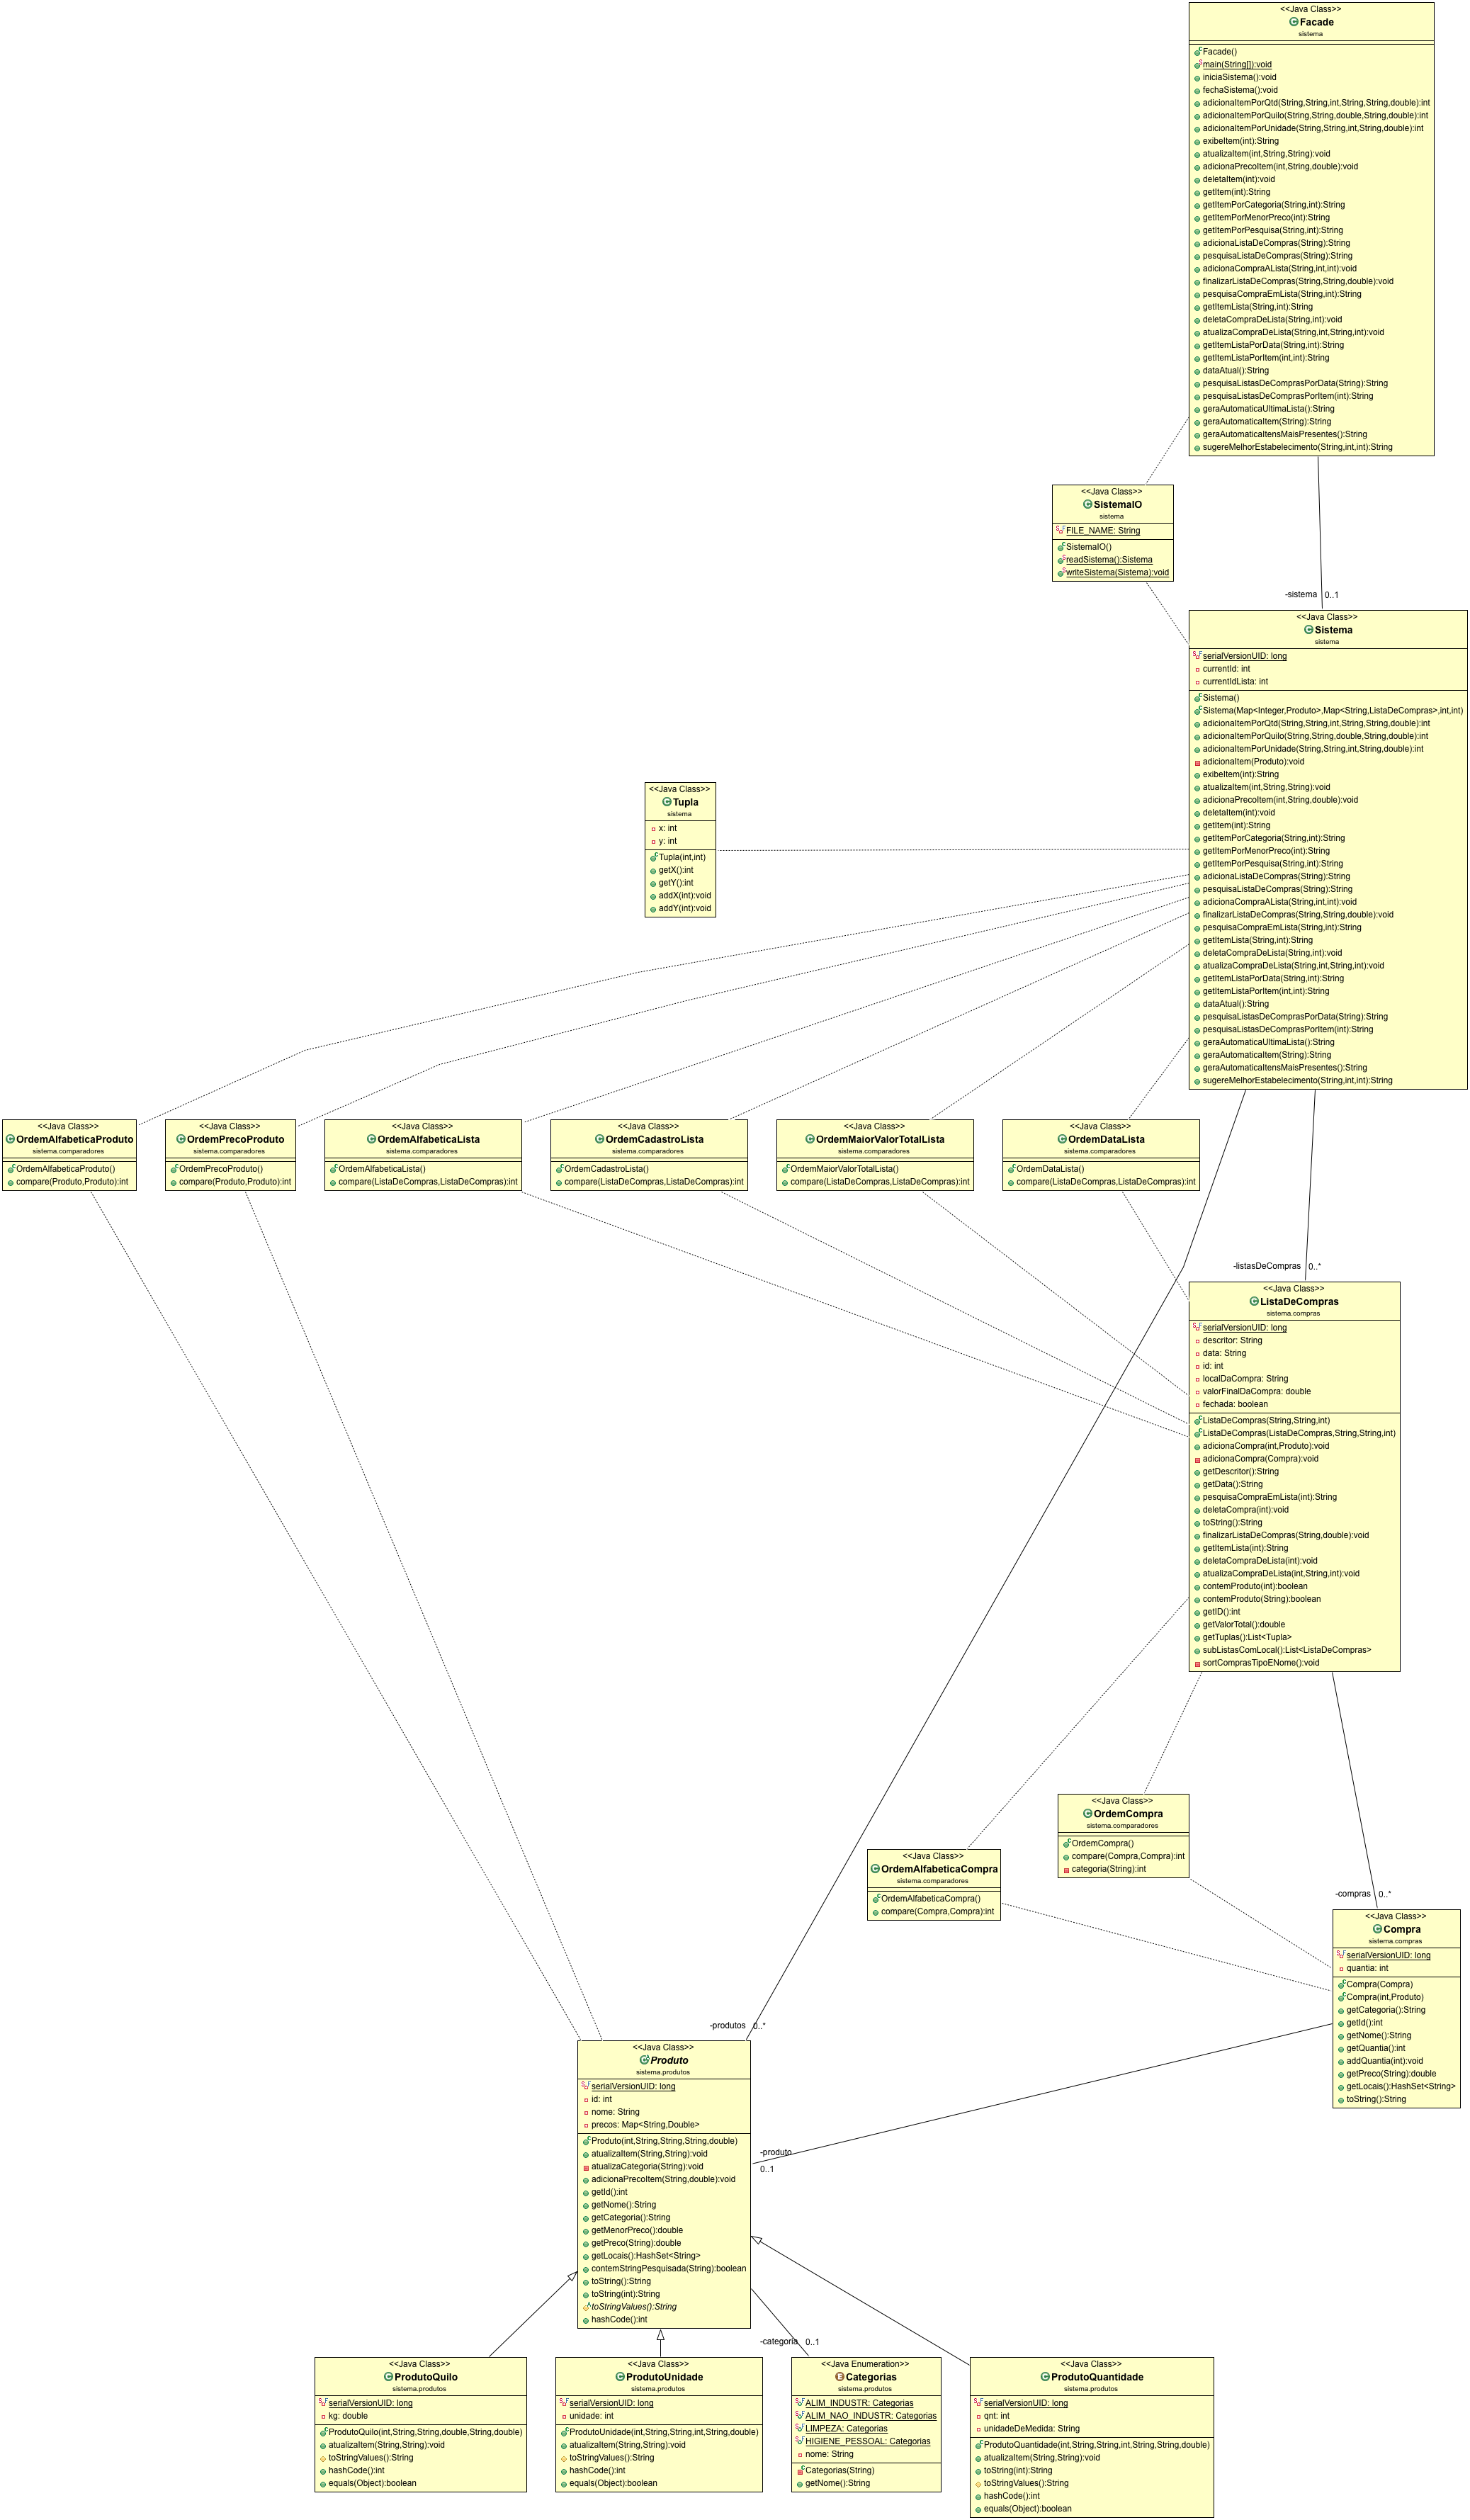 <<Java Class>>
Facade
sistema
Facade()
main(String[]):void
iniciaSistema():void
fechaSistema():void
adicionaItemPorQtd(String,String,int,String,String,double):int
adicionaItemPorQuilo(String,String,double,String,double):int
adicionaItemPorUnidade(String,String,int,String,double):int
exibeItem(int):String
atualizaItem(int,String,String):void
adicionaPrecoItem(int,String,double):void
deletaItem(int):void
getItem(int):String
getItemPorCategoria(String,int):String
getItemPorMenorPreco(int):String
getItemPorPesquisa(String,int):String
adicionaListaDeCompras(String):String
pesquisaListaDeCompras(String):String
adicionaCompraALista(String,int,int):void
finalizarListaDeCompras(String,String,double):void
pesquisaCompraEmLista(String,int):String
getItemLista(String,int):String
deletaCompraDeLista(String,int):void
atualizaCompraDeLista(String,int,String,int):void
getItemListaPorData(String,int):String
getItemListaPorItem(int,int):String
dataAtual():String
pesquisaListasDeComprasPorData(String):String
pesquisaListasDeComprasPorItem(int):String
geraAutomaticaUltimaLista():String
geraAutomaticaItem(String):String
geraAutomaticaItensMaisPresentes():String
sugereMelhorEstabelecimento(String,int,int):String
<<Java Class>>
SistemaIO
sistema
FILE_NAME: String
SistemaIO()
readSistema():Sistema
writeSistema(Sistema):void
-sistema 0..1
<<Java Class>>
Sistema
sistema
serialVersionUID: long
currentId: int
currentIdLista: int
Sistema()
Sistema(Map<Integer,Produto>,Map<String,ListaDeCompras>,int,int)
adicionaItemPorQtd(String,String,int,String,String,double):int
adicionaItemPorQuilo(String,String,double,String,double):int
adicionaItemPorUnidade(String,String,int,String,double):int
adicionaItem(Produto):void
exibeItem(int):String
atualizaItem(int,String,String):void
adicionaPrecoItem(int,String,double):void
deletaItem(int):void
getItem(int):String
getItemPorCategoria(String,int):String
getItemPorMenorPreco(int):String
getItemPorPesquisa(String,int):String
adicionaListaDeCompras(String):String
pesquisaListaDeCompras(String):String
adicionaCompraALista(String,int,int):void
finalizarListaDeCompras(String,String,double):void
pesquisaCompraEmLista(String,int):String
getItemLista(String,int):String
deletaCompraDeLista(String,int):void
atualizaCompraDeLista(String,int,String,int):void
getItemListaPorData(String,int):String
getItemListaPorItem(int,int):String
dataAtual():String
pesquisaListasDeComprasPorData(String):String
pesquisaListasDeComprasPorItem(int):String
geraAutomaticaUltimaLista():String
geraAutomaticaItem(String):String
geraAutomaticaItensMaisPresentes():String
sugereMelhorEstabelecimento(String,int,int):String
<<Java Class>>
Tupla
sistema
x: int
y: int
Tupla(int,int)
getX():int
getY():int
addX(int):void
addY(int):void
<<Java Class>>
OrdemAlfabeticaProduto
sistema.comparadores
OrdemAlfabeticaProduto()
compare(Produto,Produto):int
<<Java Class>>
OrdemPrecoProduto
sistema.comparadores
OrdemPrecoProduto()
compare(Produto,Produto):int
<<Java Class>>
OrdemAlfabeticaLista
sistema.comparadores
OrdemAlfabeticaLista()
compare(ListaDeCompras,ListaDeCompras):int
<<Java Class>>
OrdemCadastroLista
sistema.comparadores
OrdemCadastroLista()
compare(ListaDeCompras,ListaDeCompras):int
<<Java Class>>
OrdemMaiorValorTotalLista
sistema.comparadores
OrdemMaiorValorTotalLista()
compare(ListaDeCompras,ListaDeCompras):int
<<Java Class>>
OrdemDataLista
sistema.comparadores
OrdemDataLista()
compare(ListaDeCompras,ListaDeCompras):int
-listasDeCompras 0..*
<<Java Class>>
ListaDeCompras
sistema.compras
serialVersionUID: long
descritor: String
data: String
id: int
localDaCompra: String
valorFinalDaCompra: double
fechada: boolean
ListaDeCompras(String,String,int)
ListaDeCompras(ListaDeCompras,String,String,int)
adicionaCompra(int,Produto):void
adicionaCompra(Compra):void
getDescritor():String
getData():String
pesquisaCompraEmLista(int):String
deletaCompra(int):void
toString():String
finalizarListaDeCompras(String,double):void
getItemLista(int):String
deletaCompraDeLista(int):void
atualizaCompraDeLista(int,String,int):void
contemProduto(int):boolean
contemProduto(String):boolean
getID():int
getValorTotal():double
getTuplas():List<Tupla>
subListasComLocal():List<ListaDeCompras>
sortComprasTipoENome():void
<<Java Class>>
OrdemCompra
sistema.comparadores
OrdemCompra()
compare(Compra,Compra):int
categoria(String):int
<<Java Class>>
OrdemAlfabeticaCompra
sistema.comparadores
OrdemAlfabeticaCompra()
compare(Compra,Compra):int
-compras 0..*
<<Java Class>>
Compra
sistema.compras
serialVersionUID: long
quantia: int
Compra(Compra)
Compra(int,Produto)
getCategoria():String
getId():int
getNome():String
getQuantia():int
addQuantia(int):void
getPreco(String):double
getLocais():HashSet<String>
toString():String
-produtos 0..*
<<Java Class>>
Produto
sistema.produtos
serialVersionUID: long
id: int
nome: String
precos: Map<String,Double>
Produto(int,String,String,String,double)
atualizaItem(String,String):void
atualizaCategoria(String):void
adicionaPrecoItem(String,double):void
getId():int
getNome():String
getCategoria():String
getMenorPreco():double
getPreco(String):double
getLocais():HashSet<String>
contemStringPesquisada(String):boolean
toString():String
toString(int):String
toStringValues():String
hashCode():int
-produto
0..1
-categoria 0..1
<<Java Class>>
ProdutoQuilo
sistema.produtos
serialVersionUID: long
kg: double
ProdutoQuilo(int,String,String,double,String,double)
atualizaItem(String,String):void
toStringValues():String
hashCode():int
equals(Object):boolean
<<Java Class>>
ProdutoUnidade
sistema.produtos
serialVersionUID: long
unidade: int
ProdutoUnidade(int,String,String,int,String,double)
atualizaItem(String,String):void
toStringValues():String
hashCode():int
equals(Object):boolean
<<Java Enumeration>>
Categorias
sistema.produtos
ALIM_INDUSTR: Categorias
ALIM_NAO_INDUSTR: Categorias
LIMPEZA: Categorias
HIGIENE_PESSOAL: Categorias
nome: String
Categorias(String)
getNome():String
<<Java Class>>
ProdutoQuantidade
sistema.produtos
serialVersionUID: long
qnt: int
unidadeDeMedida: String
ProdutoQuantidade(int,String,String,int,String,String,double)
atualizaItem(String,String):void
toString(int):String
toStringValues():String
hashCode():int
equals(Object):boolean